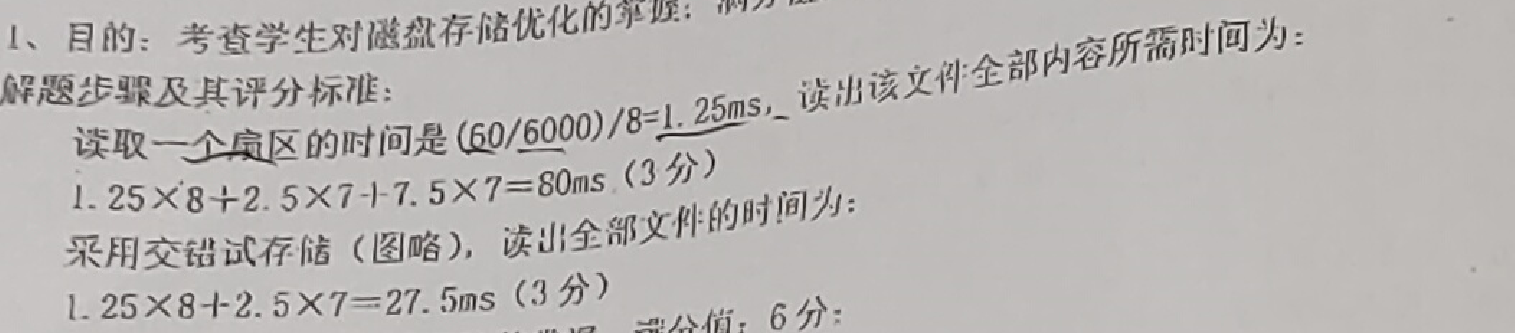 1、目的：考查学生对磁盘存储优化的掌握：满分
解题步骤及其评分标准：
读取一个扇区的时间是(60/6000)/8=1.25ms，读出该文件全部内容所需时间为：
1.25×8+2.5×7+7.5×7=80ms（3分）
采用交错试存储（图略），读出全部文件的时间为：
1.25×8+2.5×7=27.5ms（3分）
满分值：6分：